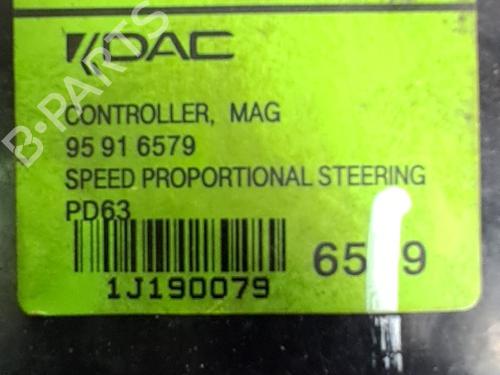 DAC
CONTROLLER, MAG
95 91 6579
SPEED PROPORTIONAL STEERING
PD63
1J190079
B-PARTS